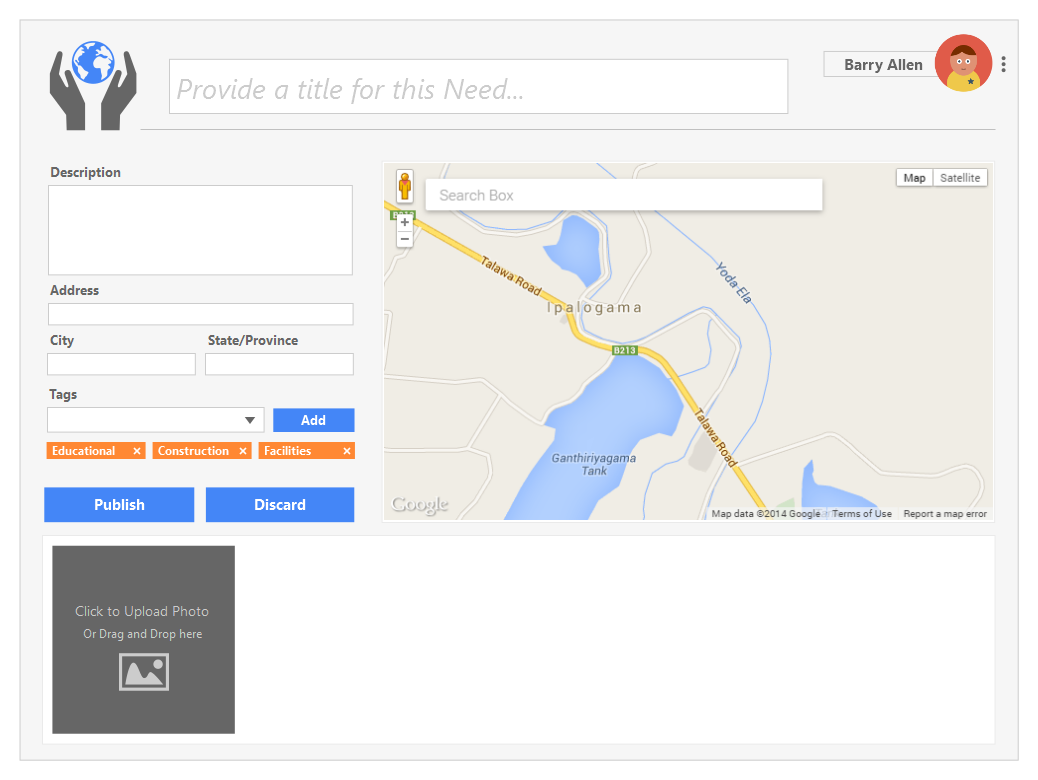 Provide a title for this Need...
Barry Allen
Description
Address
City
State/Province
Tags
Add
Educational ×
Construction ×
Facilities ×
Publish
Discard
Search Box
Map
Satellite
+
−
Talawa Road
Yoda Ela
Ipalogama
B213
Talawa Road
Ganthiriyagama
Tank
Google
Map data ©2014 Google
Terms of Use
Report a map error
Click to Upload Photo
Or Drag and Drop here